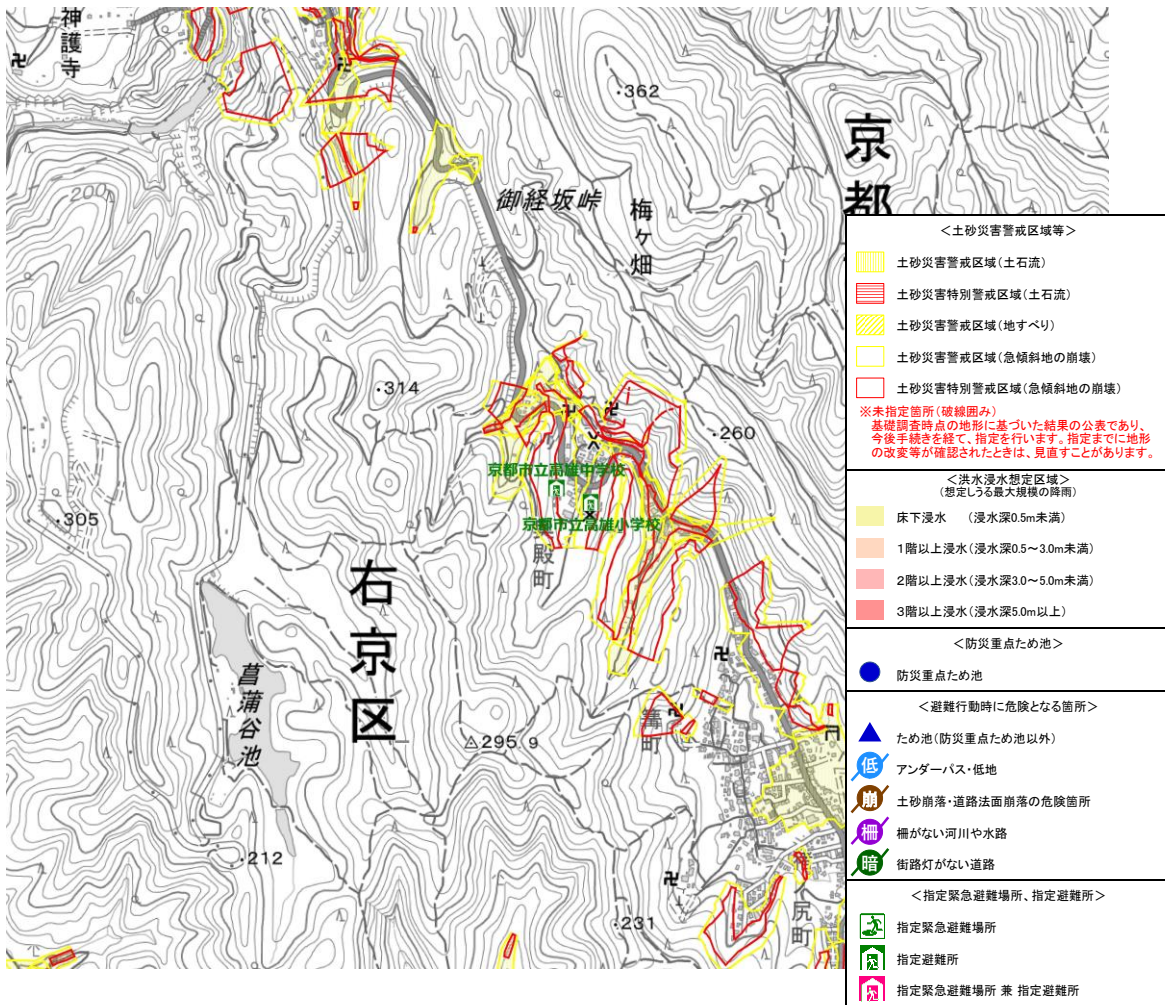 神護寺
・362
京都
200
御経坂峠
梅ヶ畑
・314
・260
京都市立高雄中学校
京都市立高雄小学校
殿町
・305
右京区
菖蒲谷池
295.9
篝町
・212
・231
尻町
＜土砂災害警戒区域等＞
土砂災害警戒区域(土石流)
土砂災害特別警戒区域(土石流)
土砂災害警戒区域(地すべり)
土砂災害警戒区域(急傾斜地の崩壊)
土砂災害特別警戒区域(急傾斜地の崩壊)
※未指定箇所(破線囲み)
基礎調査時点の地形に基づいた結果の公表であり、
今後手続きを経て、指定を行います。指定までに地形
の改変等が確認されたときは、見直すことがあります。
＜洪水浸水想定区域＞
(想定しうる最大規模の降雨)
床下浸水　(浸水深0.5m未満)
1階以上浸水(浸水深0.5～3.0m未満)
2階以上浸水(浸水深3.0～5.0m未満)
3階以上浸水(浸水深5.0m以上)
＜防災重点ため池＞
防災重点ため池
＜避難行動時に危険となる箇所＞
ため池(防災重点ため池以外)
低 アンダーパス・低地
崩 土砂崩落・道路法面崩落の危険箇所
柵 柵がない河川や水路
暗 街路灯がない道路
＜指定緊急避難場所、指定避難所＞
指定緊急避難場所
指定避難所
指定緊急避難場所 兼 指定避難所